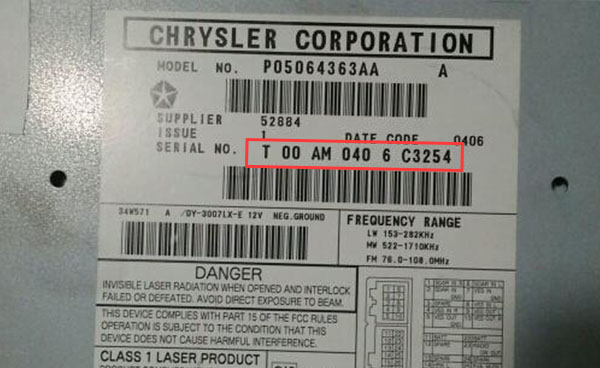 CHRYSLER CORPORATION
MODEL NO. P05064363AA A
SUPPLIER 52884
ISSUE 1 DATE CODE 0406
SERIAL NO. T 00 AM 040 6 C3254
S4W571 A /DY-3007LX-E 12V NEG.GROUND
FREQUENCY RANGE
LW 153-282KHz
MW 522-1710KHz
FM 76.0-108.0MHz
DANGER
INVISIBLE LASER RADIATION WHEN OPENED AND INTERLOCK
FAILED OR DEFEATED. AVOID DIRECT EXPOSURE TO BEAM.
THIS DEVICE COMPLIES WITH PART 15 OF THE FCC RULES
OPERATION IS SUBJECT TO THE CONDITION THAT THIS
DEVICE DOES NOT CAUSE HARMFUL INTERFERENCE.
CLASS 1 LASER PRODUCT